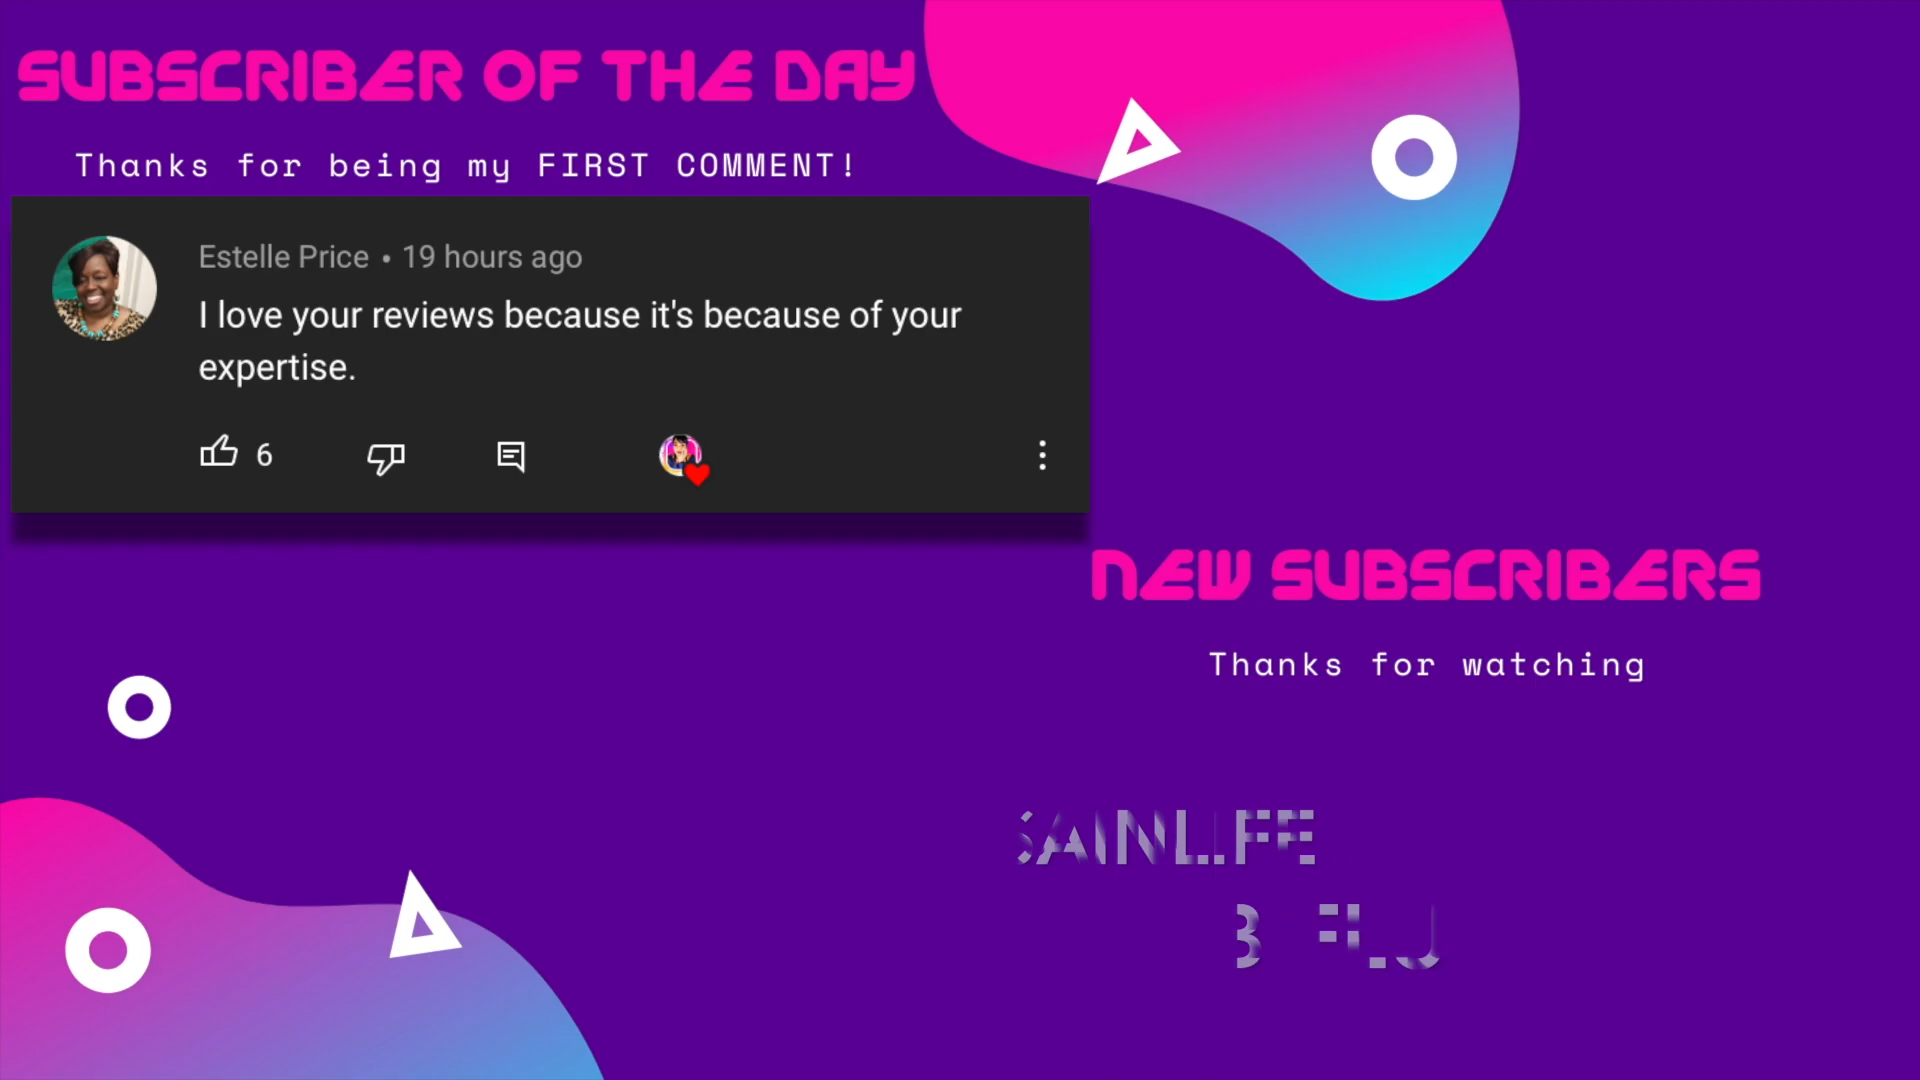 SUBSCRIBER OF THE DAY
Thanks for being my FIRST COMMENT!
Estelle Price • 19 hours ago
I love your reviews because it's because of your
expertise.
6
NEW SUBSCRIBERS
Thanks for watching